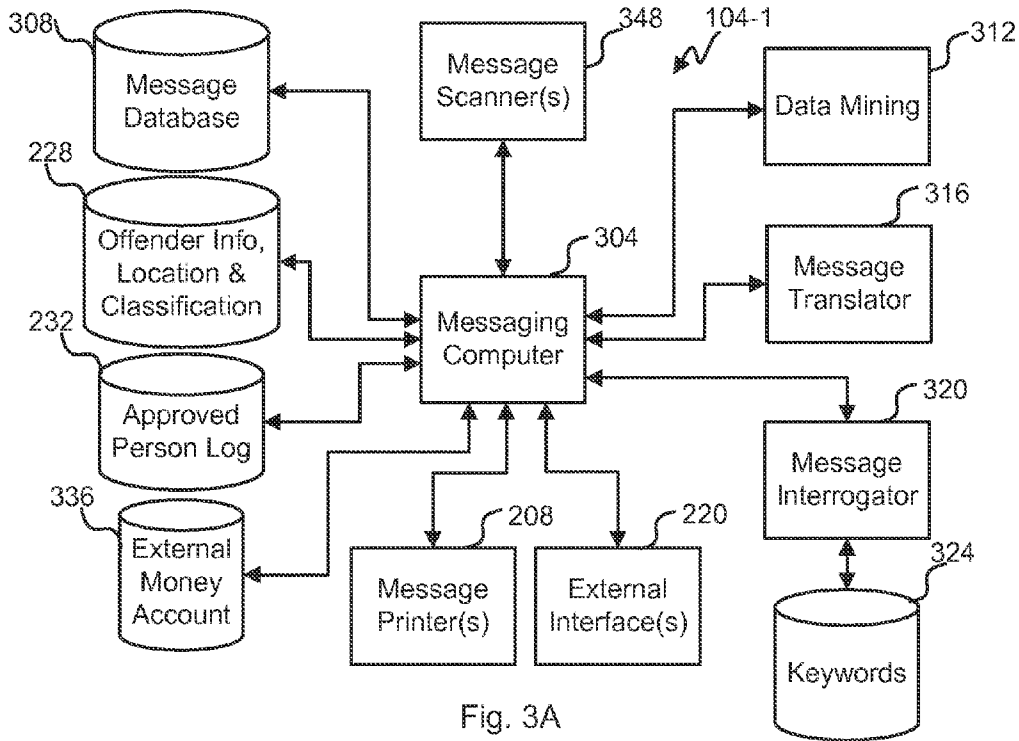 308
Message
Database
348
Message
Scanner(s)
104-1
312
Data Mining
228
Offender Info,
Location &
Classification
304
Messaging
Computer
316
Message
Translator
232
Approved
Person Log
320
Message
Interrogator
336
External
Money
Account
208
Message
Printer(s)
220
External
Interface(s)
324
Keywords
Fig. 3A